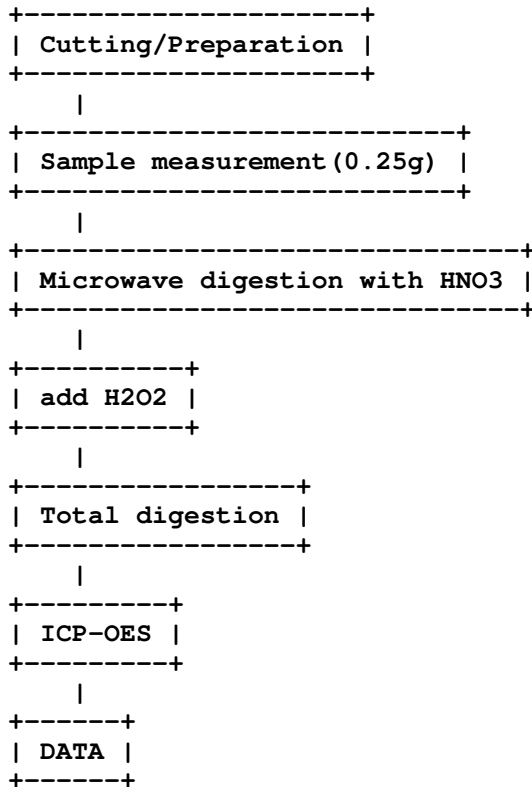 Cutting/Preparation
Sample measurement(0.25g)
Microwave digestion with HNO3
add H2O2
Total digestion
ICP-OES
DATA